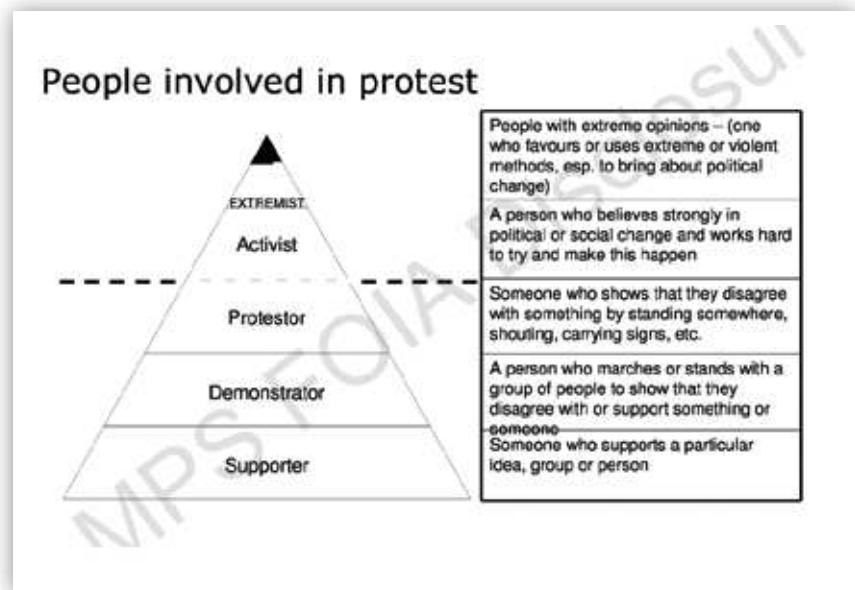 People involved in protest
EXTREMIST
Activist
Protestor
Demonstrator
Supporter
People with extreme opinions – (one
who favours or uses extreme or violent
methods, esp. to bring about political
change)
A person who believes strongly in
political or social change and works hard
to try and make this happen
Someone who shows that they disagree
with something by standing somewhere,
shouting, carrying signs, etc.
A person who marches or stands with a
group of people to show that they
disagree with or support something or
someone
Someone who supports a particular
idea, group or person
MPS FOIA Disclosur